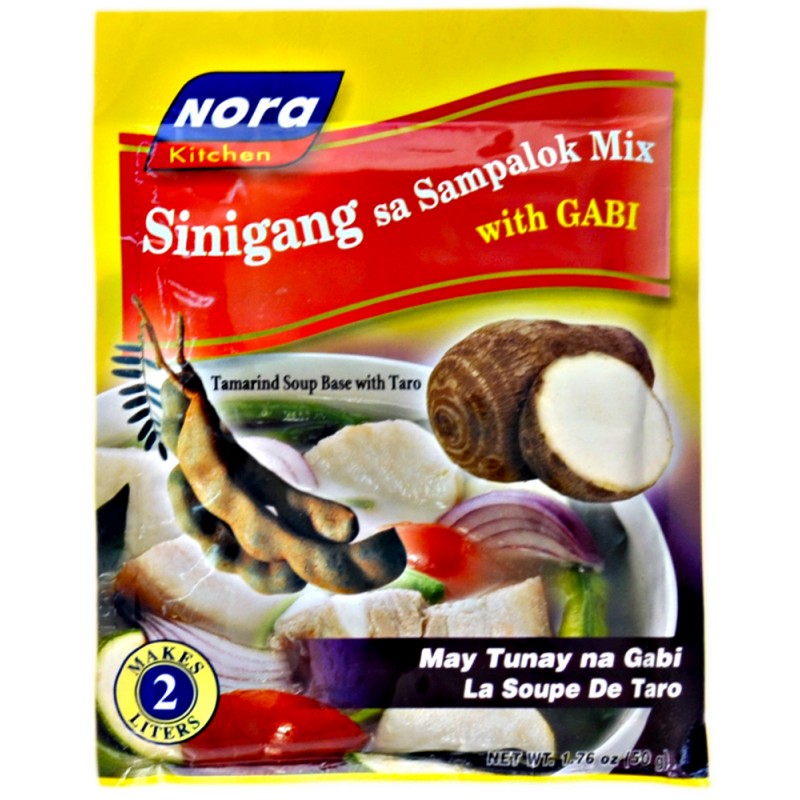 Nora
Kitchen
Sinigang sa Sampalok Mix
with GABI
Tamarind Soup Base with Taro
May Tunay na Gabi
La Soupe De Taro
MAKES
2
LITERS
NET WT. 1.76 oz (50 g)